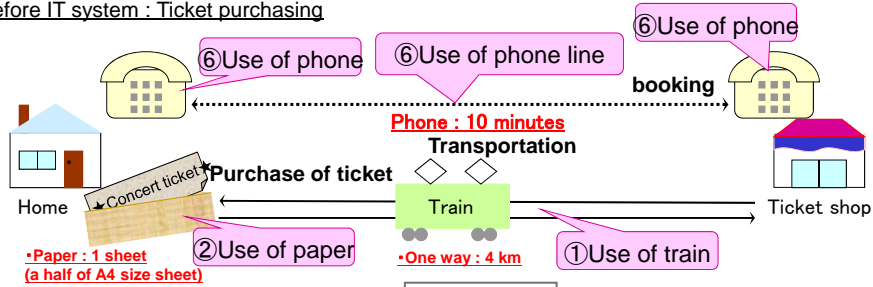 efore IT system : Ticket purchasing
⑥Use of phone
⑥Use of phone line
⑥Use of phone
booking
Phone : 10 minutes
Transportation
Concert ticket
Purchase of ticket
Home
Train
Ticket shop
②Use of paper
①Use of train
・Paper : 1 sheet
(a half of A4 size sheet)
・One way : 4 km